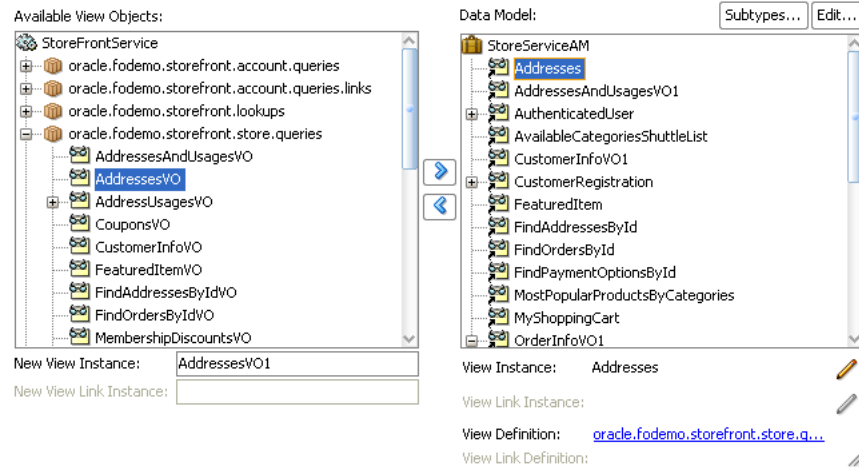 Available View Objects:
StoreFrontService
oracle.fodemo.storefront.account.queries
oracle.fodemo.storefront.account.queries.links
oracle.fodemo.storefront.lookups
oracle.fodemo.storefront.store.queries
AddressesAndUsagesVO
AddressesVO
AddressUsagesVO
CouponsVO
CustomerInfoVO
FeaturedItemVO
FindAddressesByIdVO
FindOrdersByIdVO
MembershipDiscountsVO
New View Instance: AddressesVO1
New View Link Instance:
Data Model:
Subtypes... Edit...
StoreServiceAM
Addresses
AddressesAndUsagesVO1
AuthenticatedUser
AvailableCategoriesShuttleList
CustomerInfoVO1
CustomerRegistration
FeaturedItem
FindAddressesById
FindOrdersById
FindPaymentOptionsById
MostPopularProductsByCategories
MyShoppingCart
OrderInfoVO1
View Instance: Addresses
View Link Instance:
View Definition: oracle.fodemo.storefront.store.q...
View Link Definition: